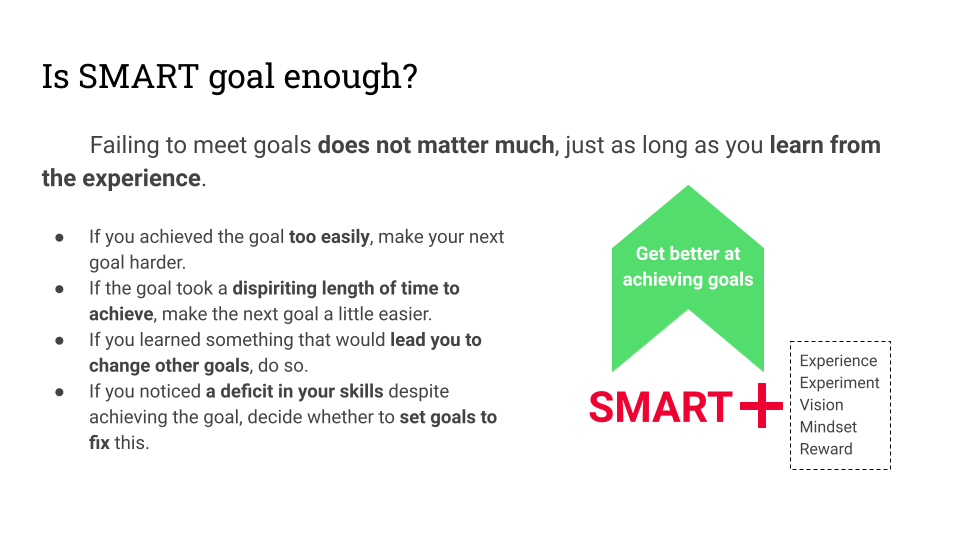 Is SMART goal enough?
Failing to meet goals does not matter much, just as long as you learn from
the experience.
● If you achieved the goal too easily, make your next
goal harder.
● If the goal took a dispiriting length of time to
achieve, make the next goal a little easier.
● If you learned something that would lead you to
change other goals, do so.
● If you noticed a deficit in your skills despite
achieving the goal, decide whether to set goals to
fix this.
Get better at
achieving goals
SMART+
Experience
Experiment
Vision
Mindset
Reward